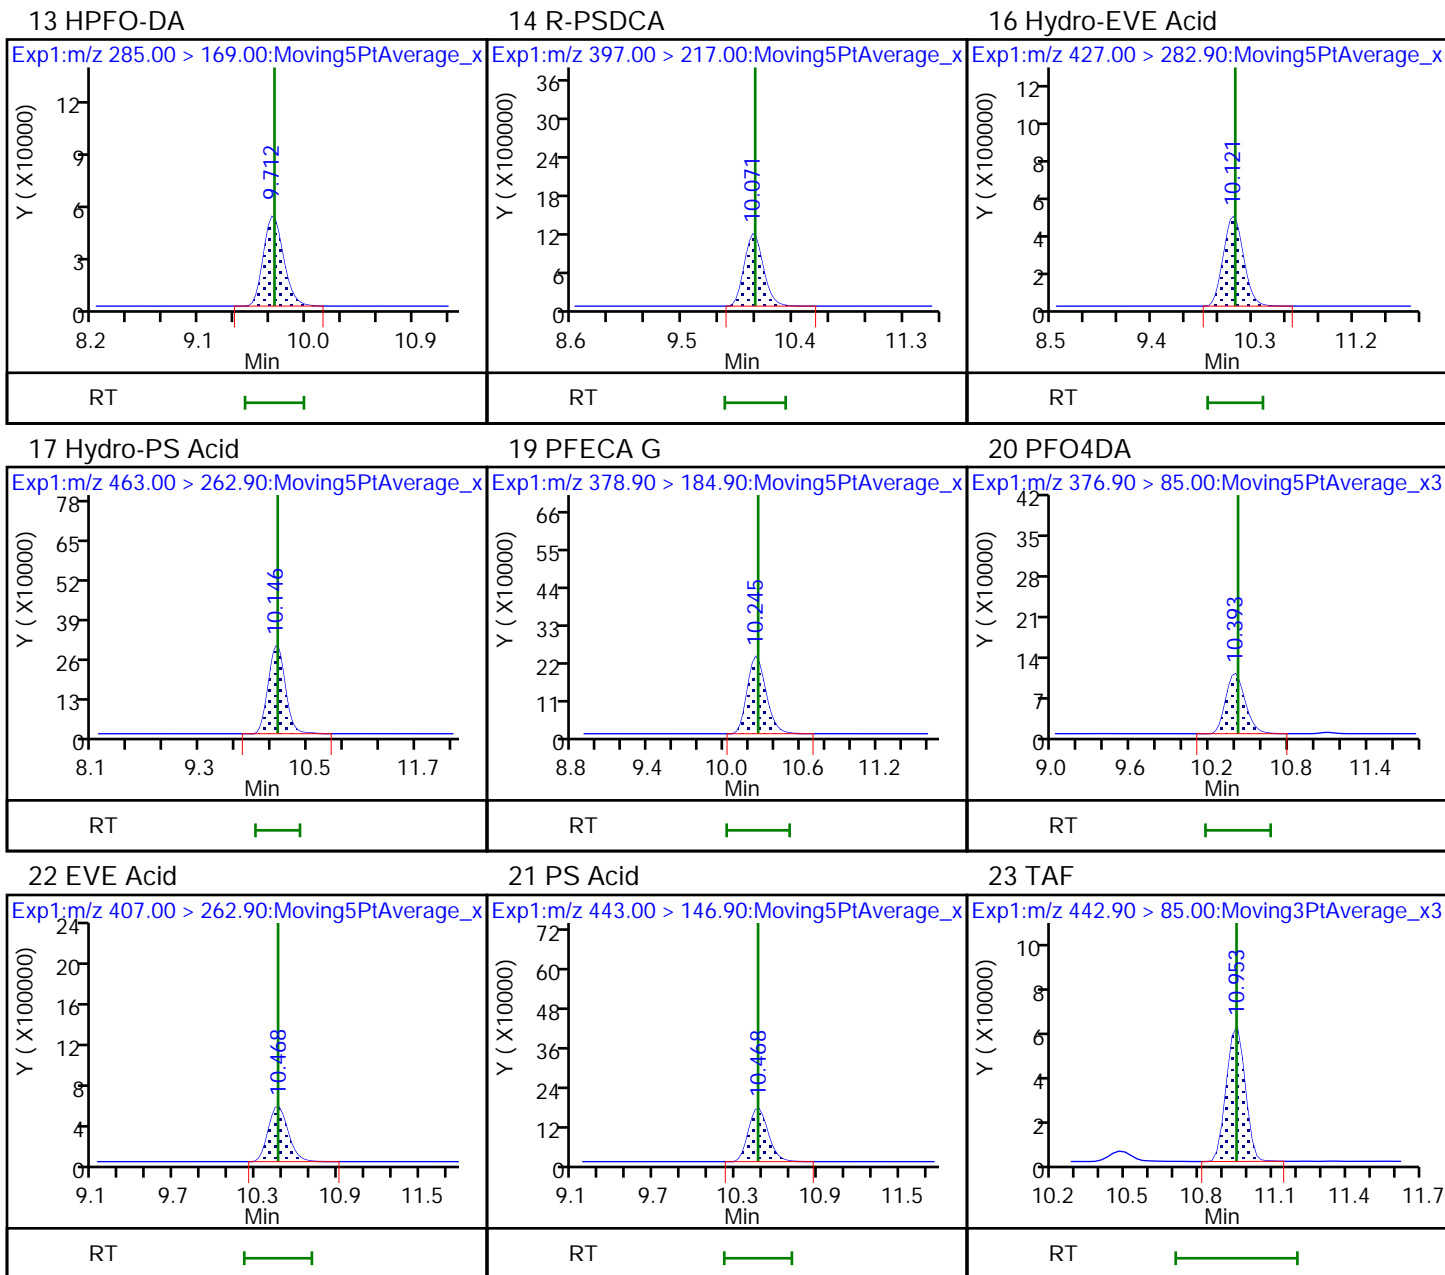 13 HPFO-DA
Exp1:m/z 285.00 > 169.00:Moving5PtAverage_x
Y ( X100000)
12
9
6
3
0
9.712
8.2 9.1 10.0 10.9
Min
RT
14 R-PSDCA
Exp1:m/z 397.00 > 217.00:Moving5PtAverage_x
Y ( X100000)
36
30
24
18
12
6
0
10.071
8.6 9.5 10.4 11.3
Min
RT
16 Hydro-EVE Acid
Exp1:m/z 427.00 > 282.90:Moving5PtAverage_x
Y ( X100000)
12
10
8
6
4
2
0
10.121
8.5 9.4 10.3 11.2
Min
RT
17 Hydro-PS Acid
Exp1:m/z 463.00 > 262.90:Moving5PtAverage_x
Y ( X10000)
78
65
52
39
26
13
0
10.146
8.1 9.3 10.5 11.7
Min
RT
19 PFECA G
Exp1:m/z 378.90 > 184.90:Moving5PtAverage_x
Y ( X10000)
66
55
44
33
22
11
0
10.245
8.8 9.4 10.0 10.6 11.2
Min
RT
20 PFO4DA
Exp1:m/z 376.90 > 85.00:Moving5PtAverage_x3
Y ( X10000)
42
35
28
21
14
7
0
10.393
9.0 9.6 10.2 10.8 11.4
Min
RT
22 EVE Acid
Exp1:m/z 407.00 > 262.90:Moving5PtAverage_x
Y ( X100000)
24
20
16
12
8
4
0
10.468
9.1 9.7 10.3 10.9 11.5
Min
RT
21 PS Acid
Exp1:m/z 443.00 > 146.90:Moving5PtAverage_x
Y ( X10000)
72
60
48
36
24
12
0
10.468
9.1 9.7 10.3 10.9 11.5
Min
RT
23 TAF
Exp1:m/z 442.90 > 85.00:Moving3PtAverage_x3
Y ( X10000)
10
8
6
4
2
0
10.953
10.2 10.5 10.8 11.1 11.4 11.7
Min
RT